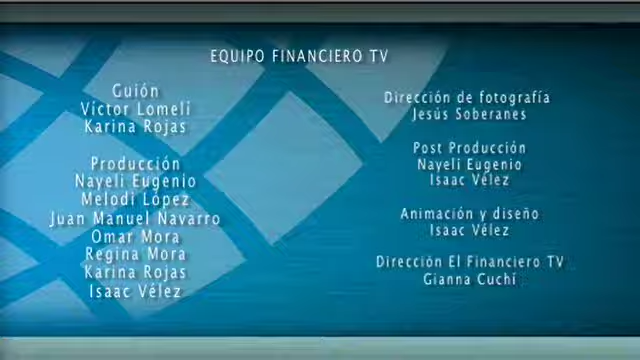 EQUIPO FINANCIERO TV
Guión
Víctor Lomelí
Karina Rojas
Producción
Nayeli Eugenio
Melodi López
Juan Manuel Navarro
Omar Mora
Regina Mora
Karina Rojas
Isaac Vélez
Dirección de fotografía
Jesús Soberanes
Post Producción
Nayeli Eugenio
Isaac Vélez
Animación y diseño
Isaac Vélez
Dirección El Financiero TV
Gianna Cuchí